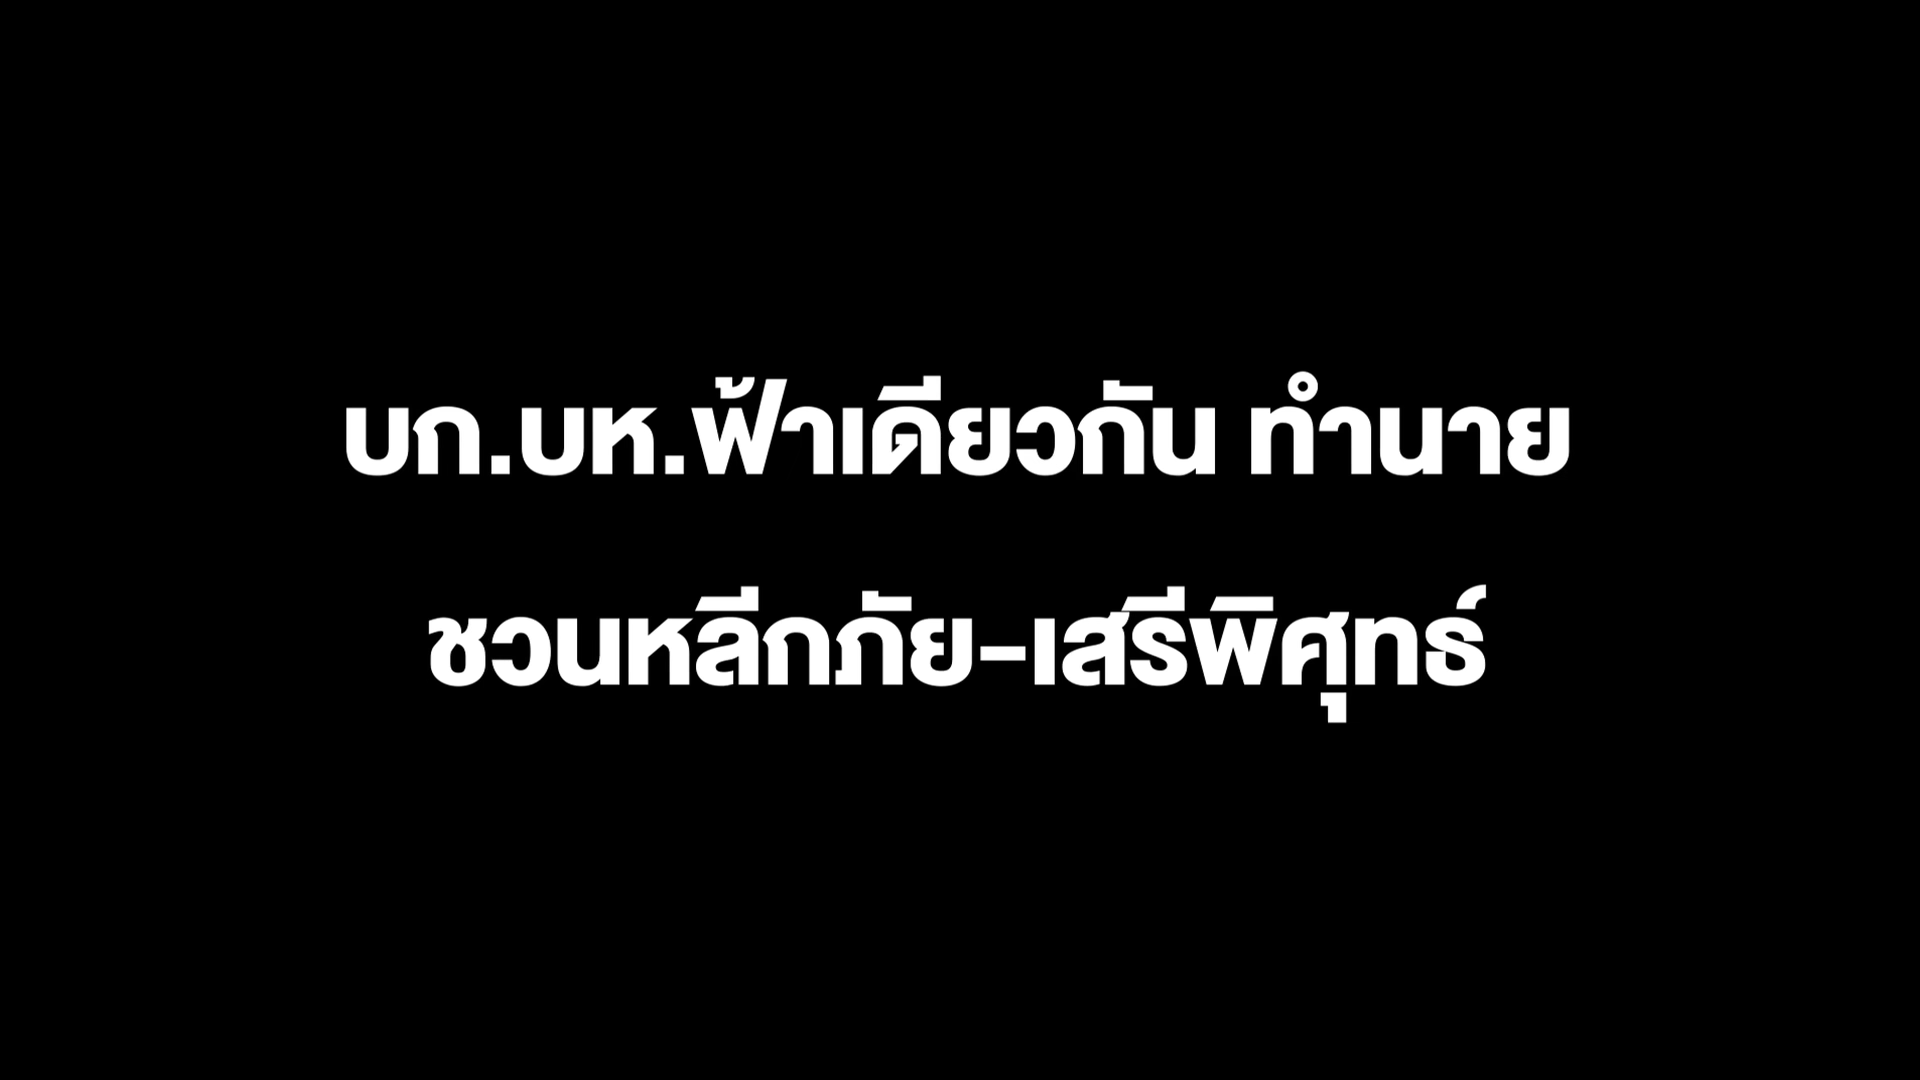 บก.บห.ฟ้าเดียวกัน ทำนาย
ชวนหลีกภัย-เสรีพิศุทธ์